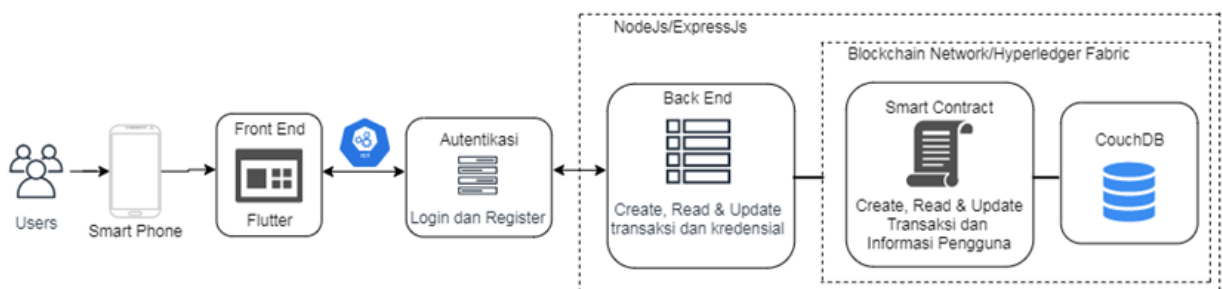 NodeJs/ExpressJs
Blockchain Network/Hyperledger Fabric
Users
Smart Phone
Front End
Flutter
Autentikasi
Login dan Register
Back End
Create, Read & Update
transaksi dan kredensial
Smart Contract
Create, Read & Update
Transaksi dan
Informasi Pengguna
CouchDB